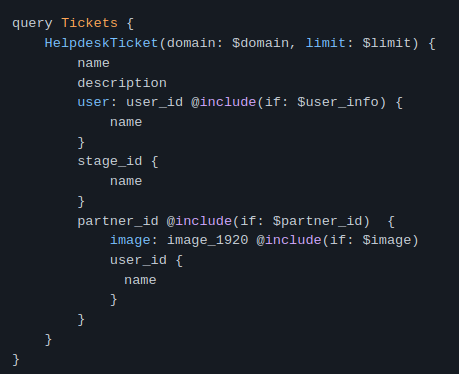 query Tickets {
    HelpdeskTicket(domain: $domain, limit: $limit) {
        name
        description
        user: user_id @include(if: $user_info) {
            name
        }
        stage_id {
            name
        }
        partner_id @include(if: $partner_id)  {
            image: image_1920 @include(if: $image)
            user_id {
              name
            }
        }
    }
}